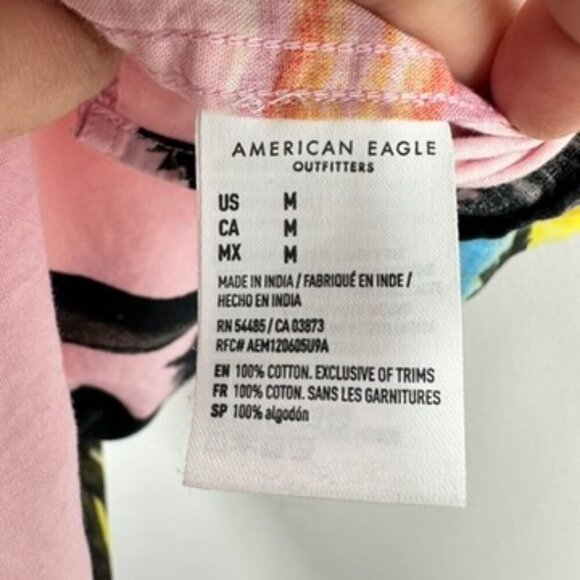 AMERICAN EAGLE
OUTFITTERS
US M
CA M
MX M
MADE IN INDIA / FABRIQUÉ EN INDE /
HECHO EN INDIA
RN 54485 / CA 03873
RFC# AEM120605U9A
EN 100% COTTON. EXCLUSIVE OF TRIMS
FR 100% COTON. SANS LES GARNITURES
SP 100% algodón